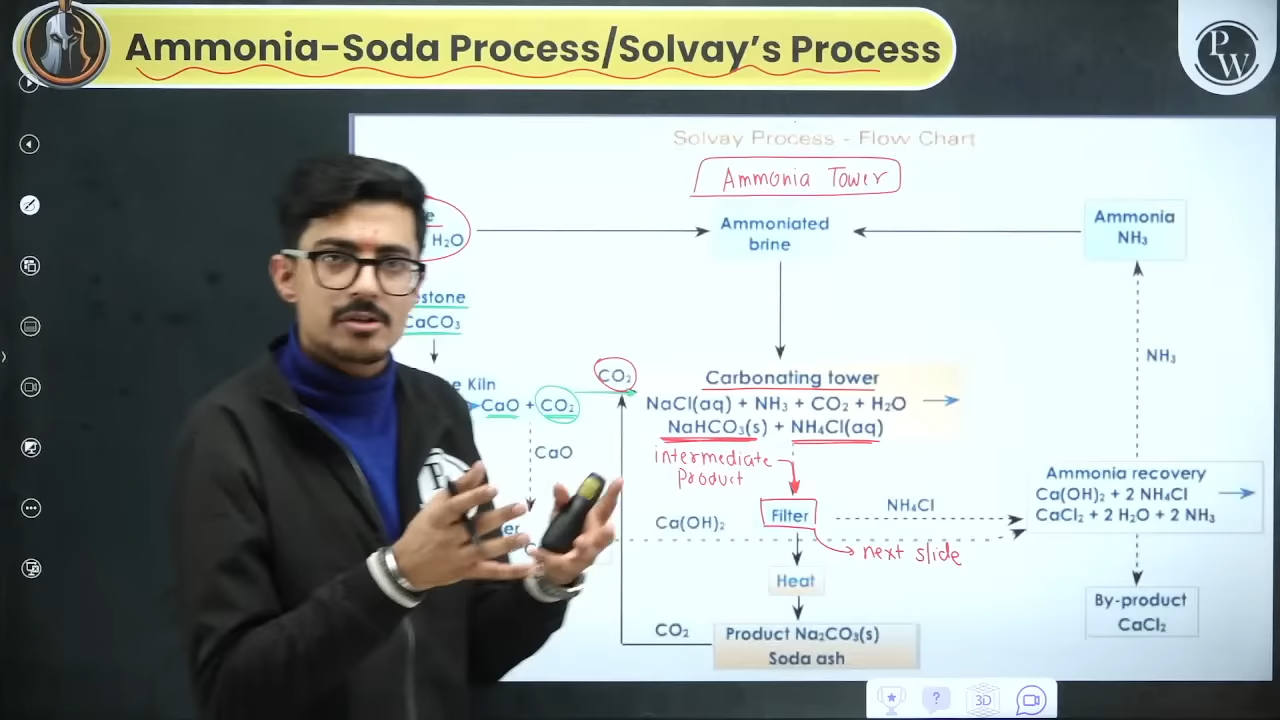 Ammonia-Soda Process/Solvay's Process
PW
Solvay Process - Flow Chart
Ammonia Tower
H₂O
Ammoniated
brine
Ammonia
NH₃
CaCO₃
CaO + CO₂
CO₂
CaO
Carbonating tower
NaCl(aq) + NH₃ + CO₂ + H₂O
NaHCO₃(s) + NH₄Cl(aq)
intermediate
Product
NH₃
Filter
NH₄Cl
Ca(OH)₂
next slide
Ammonia recovery
Ca(OH)₂ + 2 NH₄Cl
CaCl₂ + 2 H₂O + 2 NH₃
Heat
CO₂
Product Na₂CO₃(s)
Soda ash
By-product
CaCl₂
3D